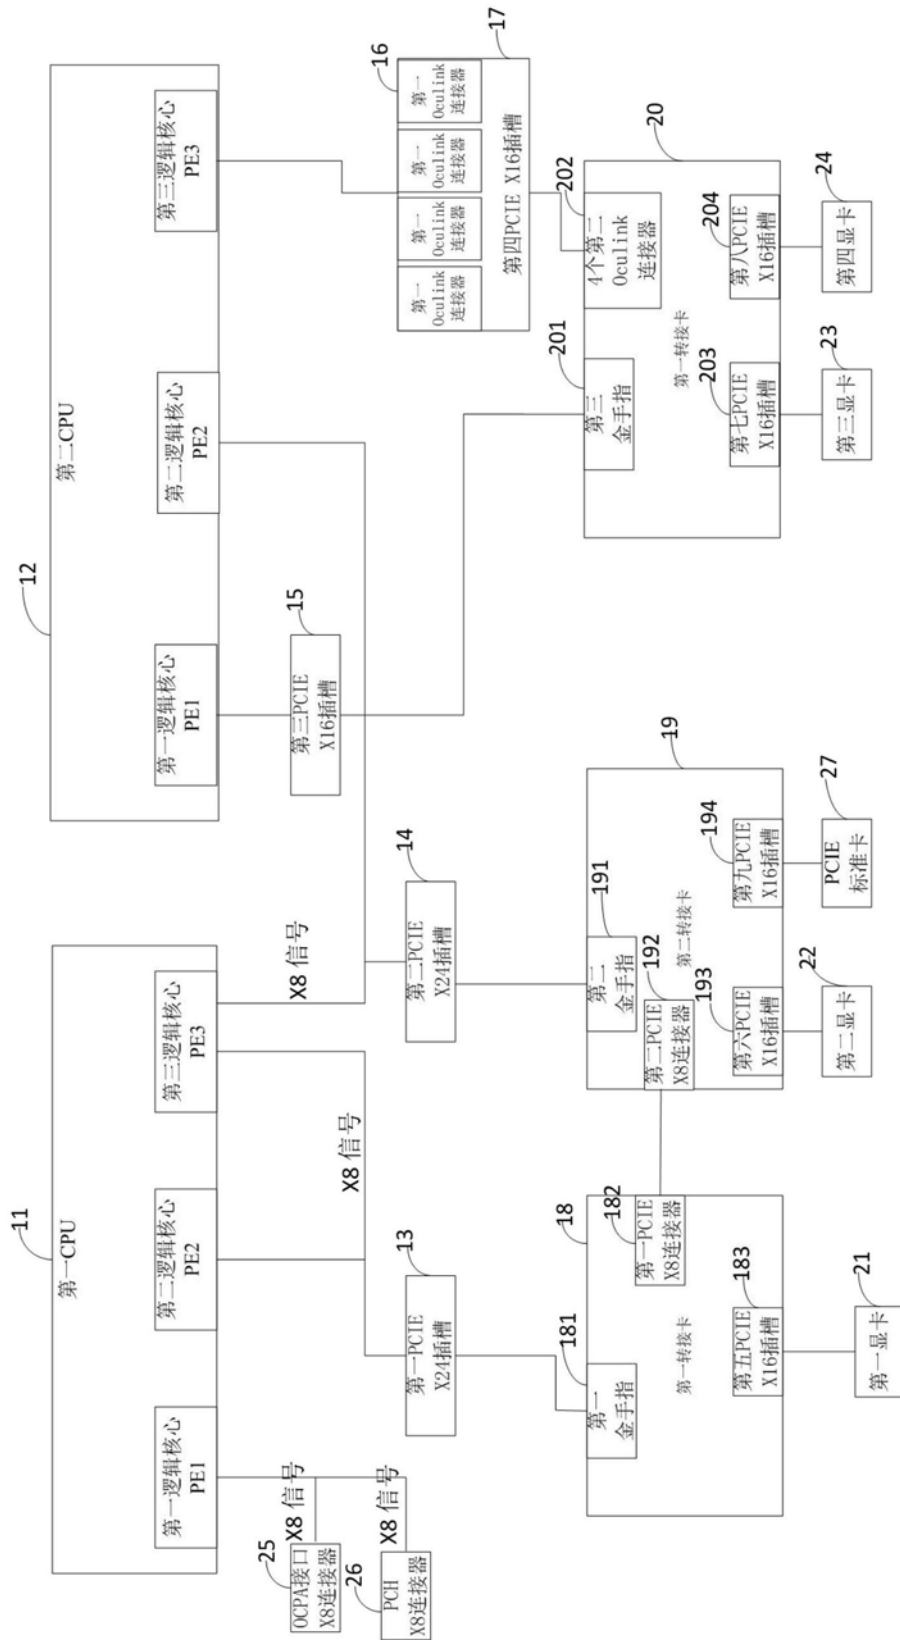 11
12
第一CPU
第二CPU
第一逻辑核心
PE1
第二逻辑核心
PE2
第三逻辑核心
PE3
第一逻辑核心
PE1
第二逻辑核心
PE2
第三逻辑核心
PE3
25
OCPA接口
X8连接器
X8 信号
26
PCH
X8连接器
X8 信号
X8 信号
X8 信号
15
第三PCIE
X16插槽
13
第一PCIE
X24插槽
14
第二PCIE
X24插槽
16
第一
Oculink
连接器
第一
Oculink
连接器
第一
Oculink
连接器
第一
Oculink
连接器
第四PCIE X16插槽
17
181
第一
金手指
18
182
第一PCIE
X8连接器
第一转接卡
183
第五PCIE
X16插槽
21
第一显卡
191
第二
金手指
19
192
第二PCIE
X8连接器
第二转接卡
193
第六PCIE
X16插槽
194
第九PCIE
X16插槽
22
第二显卡
27
PCIE
标准卡
201
第三
金手指
202
4个第二
Oculink
连接器
20
第一转接卡
203
第七PCIE
X16插槽
204
第八PCIE
X16插槽
23
第三显卡
24
第四显卡